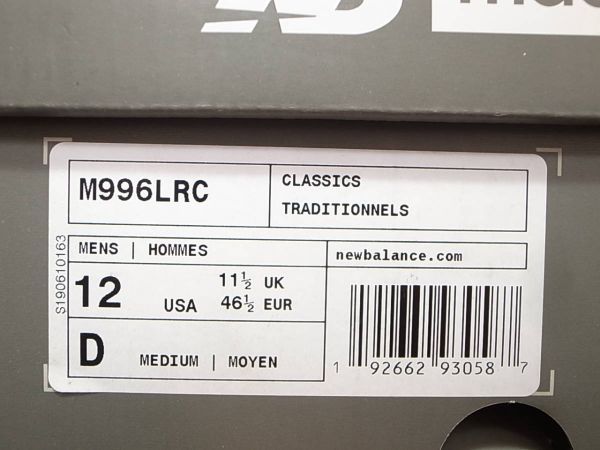 M996LRC
CLASSICS
TRADITIONNELS
MENS | HOMMES
newbalance.com
12 USA
11½ UK
46½ EUR
D MEDIUM | MOYEN
S190610163
1 92662 93058 7